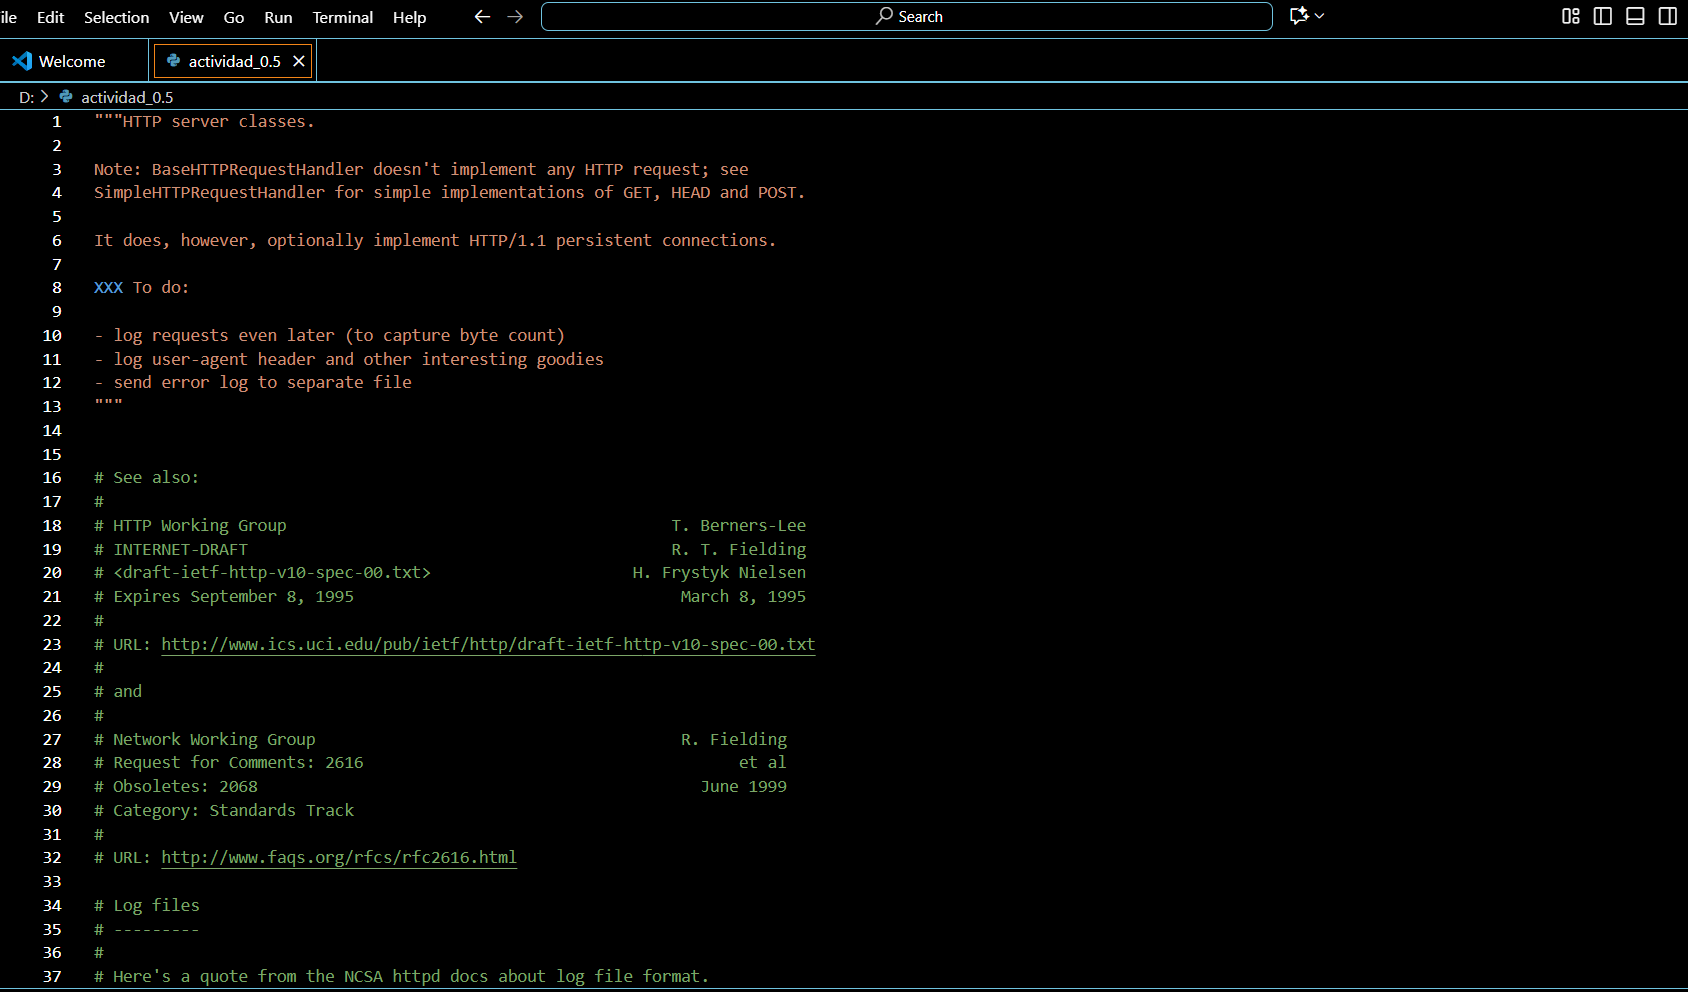 ile Edit Selection View Go Run Terminal Help Search
Welcome actividad_0.5
D: > actividad_0.5
1 """HTTP server classes.
2
3 Note: BaseHTTPRequestHandler doesn't implement any HTTP request; see
4 SimpleHTTPRequestHandler for simple implementations of GET, HEAD and POST.
5
6 It does, however, optionally implement HTTP/1.1 persistent connections.
7
8 XXX To do:
9
10 - log requests even later (to capture byte count)
11 - log user-agent header and other interesting goodies
12 - send error log to separate file
13 """
14
15
16 # See also:
17 #
18 # HTTP Working Group                                        T. Berners-Lee
19 # INTERNET-DRAFT                                            R. T. Fielding
20 # <draft-ietf-http-v10-spec-00.txt>                     H. Frystyk Nielsen
21 # Expires September 8, 1995                                  March 8, 1995
22 #
23 # URL: http://www.ics.uci.edu/pub/ietf/http/draft-ietf-http-v10-spec-00.txt
24 #
25 # and
26 #
27 # Network Working Group                                      R. Fielding
28 # Request for Comments: 2616                                       et al
29 # Obsoletes: 2068                                              June 1999
30 # Category: Standards Track
31 #
32 # URL: http://www.faqs.org/rfcs/rfc2616.html
33
34 # Log files
35 # ---------
36 #
37 # Here's a quote from the NCSA httpd docs about log file format.